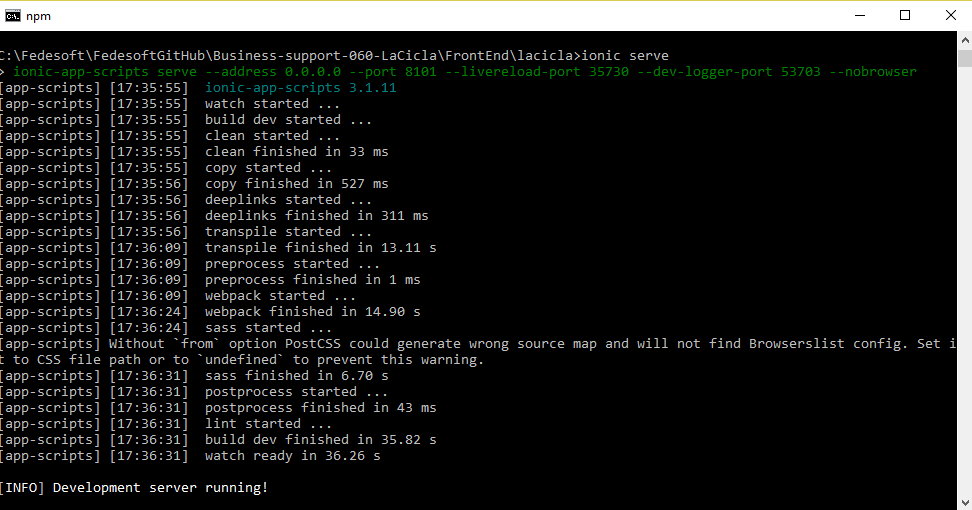 npm
C:\Fedesoft\FedesoftGitHub\Business-support-060-LaCicla\FrontEnd\lacicla>ionic serve
> ionic-app-scripts serve --address 0.0.0.0 --port 8101 --livereload-port 35730 --dev-logger-port 53703 --nobrowser
[app-scripts] [17:35:55]  ionic-app-scripts 3.1.11
[app-scripts] [17:35:55]  watch started ...
[app-scripts] [17:35:55]  build dev started ...
[app-scripts] [17:35:55]  clean started ...
[app-scripts] [17:35:55]  clean finished in 33 ms
[app-scripts] [17:35:55]  copy started ...
[app-scripts] [17:35:56]  copy finished in 527 ms
[app-scripts] [17:35:56]  deeplinks started ...
[app-scripts] [17:35:56]  deeplinks finished in 311 ms
[app-scripts] [17:35:56]  transpile started ...
[app-scripts] [17:36:09]  transpile finished in 13.11 s
[app-scripts] [17:36:09]  preprocess started ...
[app-scripts] [17:36:09]  preprocess finished in 1 ms
[app-scripts] [17:36:09]  webpack started ...
[app-scripts] [17:36:24]  webpack finished in 14.90 s
[app-scripts] [17:36:24]  sass started ...
[app-scripts] Without `from` option PostCSS could generate wrong source map and will not find Browserslist config. Set i
t to CSS file path or to `undefined` to prevent this warning.
[app-scripts] [17:36:31]  sass finished in 6.70 s
[app-scripts] [17:36:31]  postprocess started ...
[app-scripts] [17:36:31]  postprocess finished in 43 ms
[app-scripts] [17:36:31]  lint started ...
[app-scripts] [17:36:31]  build dev finished in 35.82 s
[app-scripts] [17:36:31]  watch ready in 36.26 s
[INFO] Development server running!